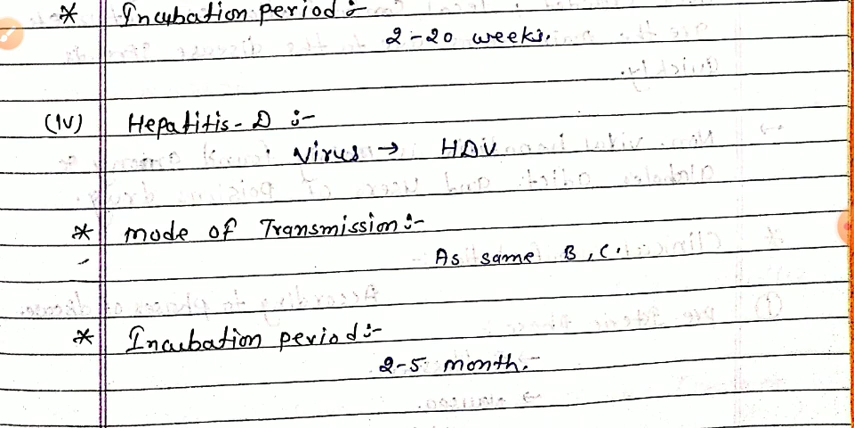 * Incubation period :-
2-20 weeks.
(IV) Hepatitis - D :-
Virus → HDV
* mode of Transmission :-
- As same B, C.
* Incubation period :-
2-5 month.